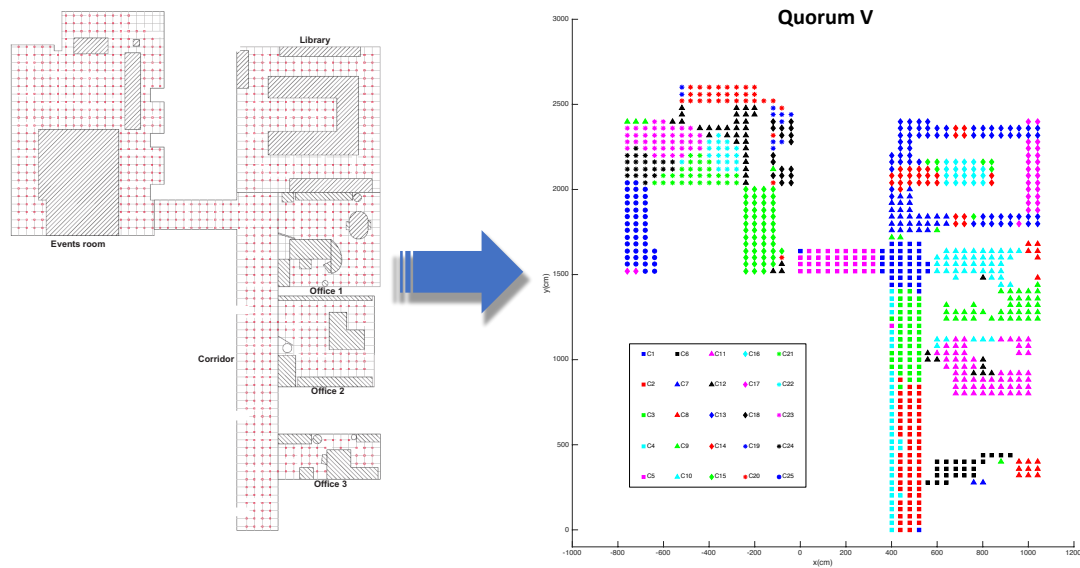 Library
Events room
Office 1
Corridor
Office 2
Office 3
Quorum V
3000
2500
2000
1500
1000
500
0
y(cm)
C1 C6 C11 C16 C21
C2 C7 C12 C17 C22
C3 C8 C13 C18 C23
C4 C9 C14 C19 C24
C5 C10 C15 C20 C25
-1000 -800 -600 -400 -200 0 200 400 600 800 1000 1200
x(cm)